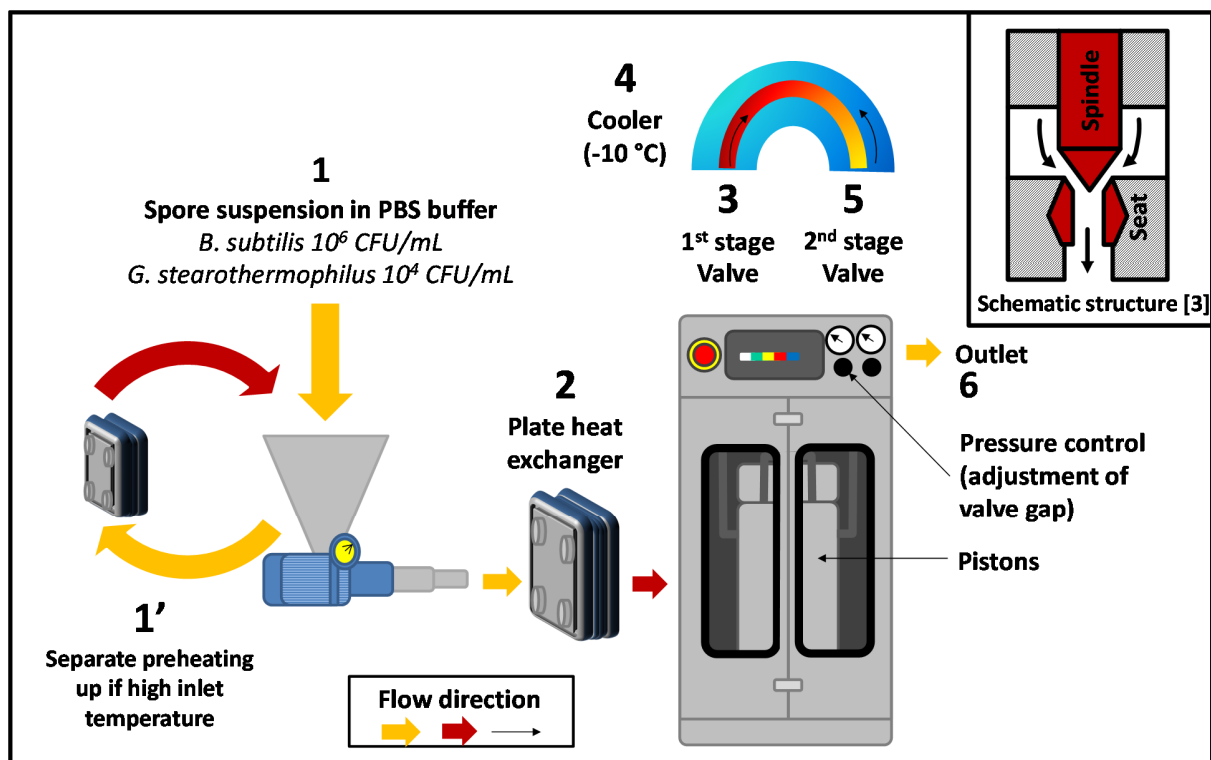 1
Spore suspension in PBS buffer
B. subtilis 10⁶ CFU/mL
G. stearothermophilus 10⁴ CFU/mL
1’
Separate preheating
up if high inlet
temperature
2
Plate heat
exchanger
4
Cooler
(-10 °C)
3
1ˢᵗ stage
Valve
5
2ⁿᵈ stage
Valve
Spindle
Seat
Schematic structure [3]
Outlet
6
Pressure control
(adjustment of
valve gap)
Pistons
Flow direction